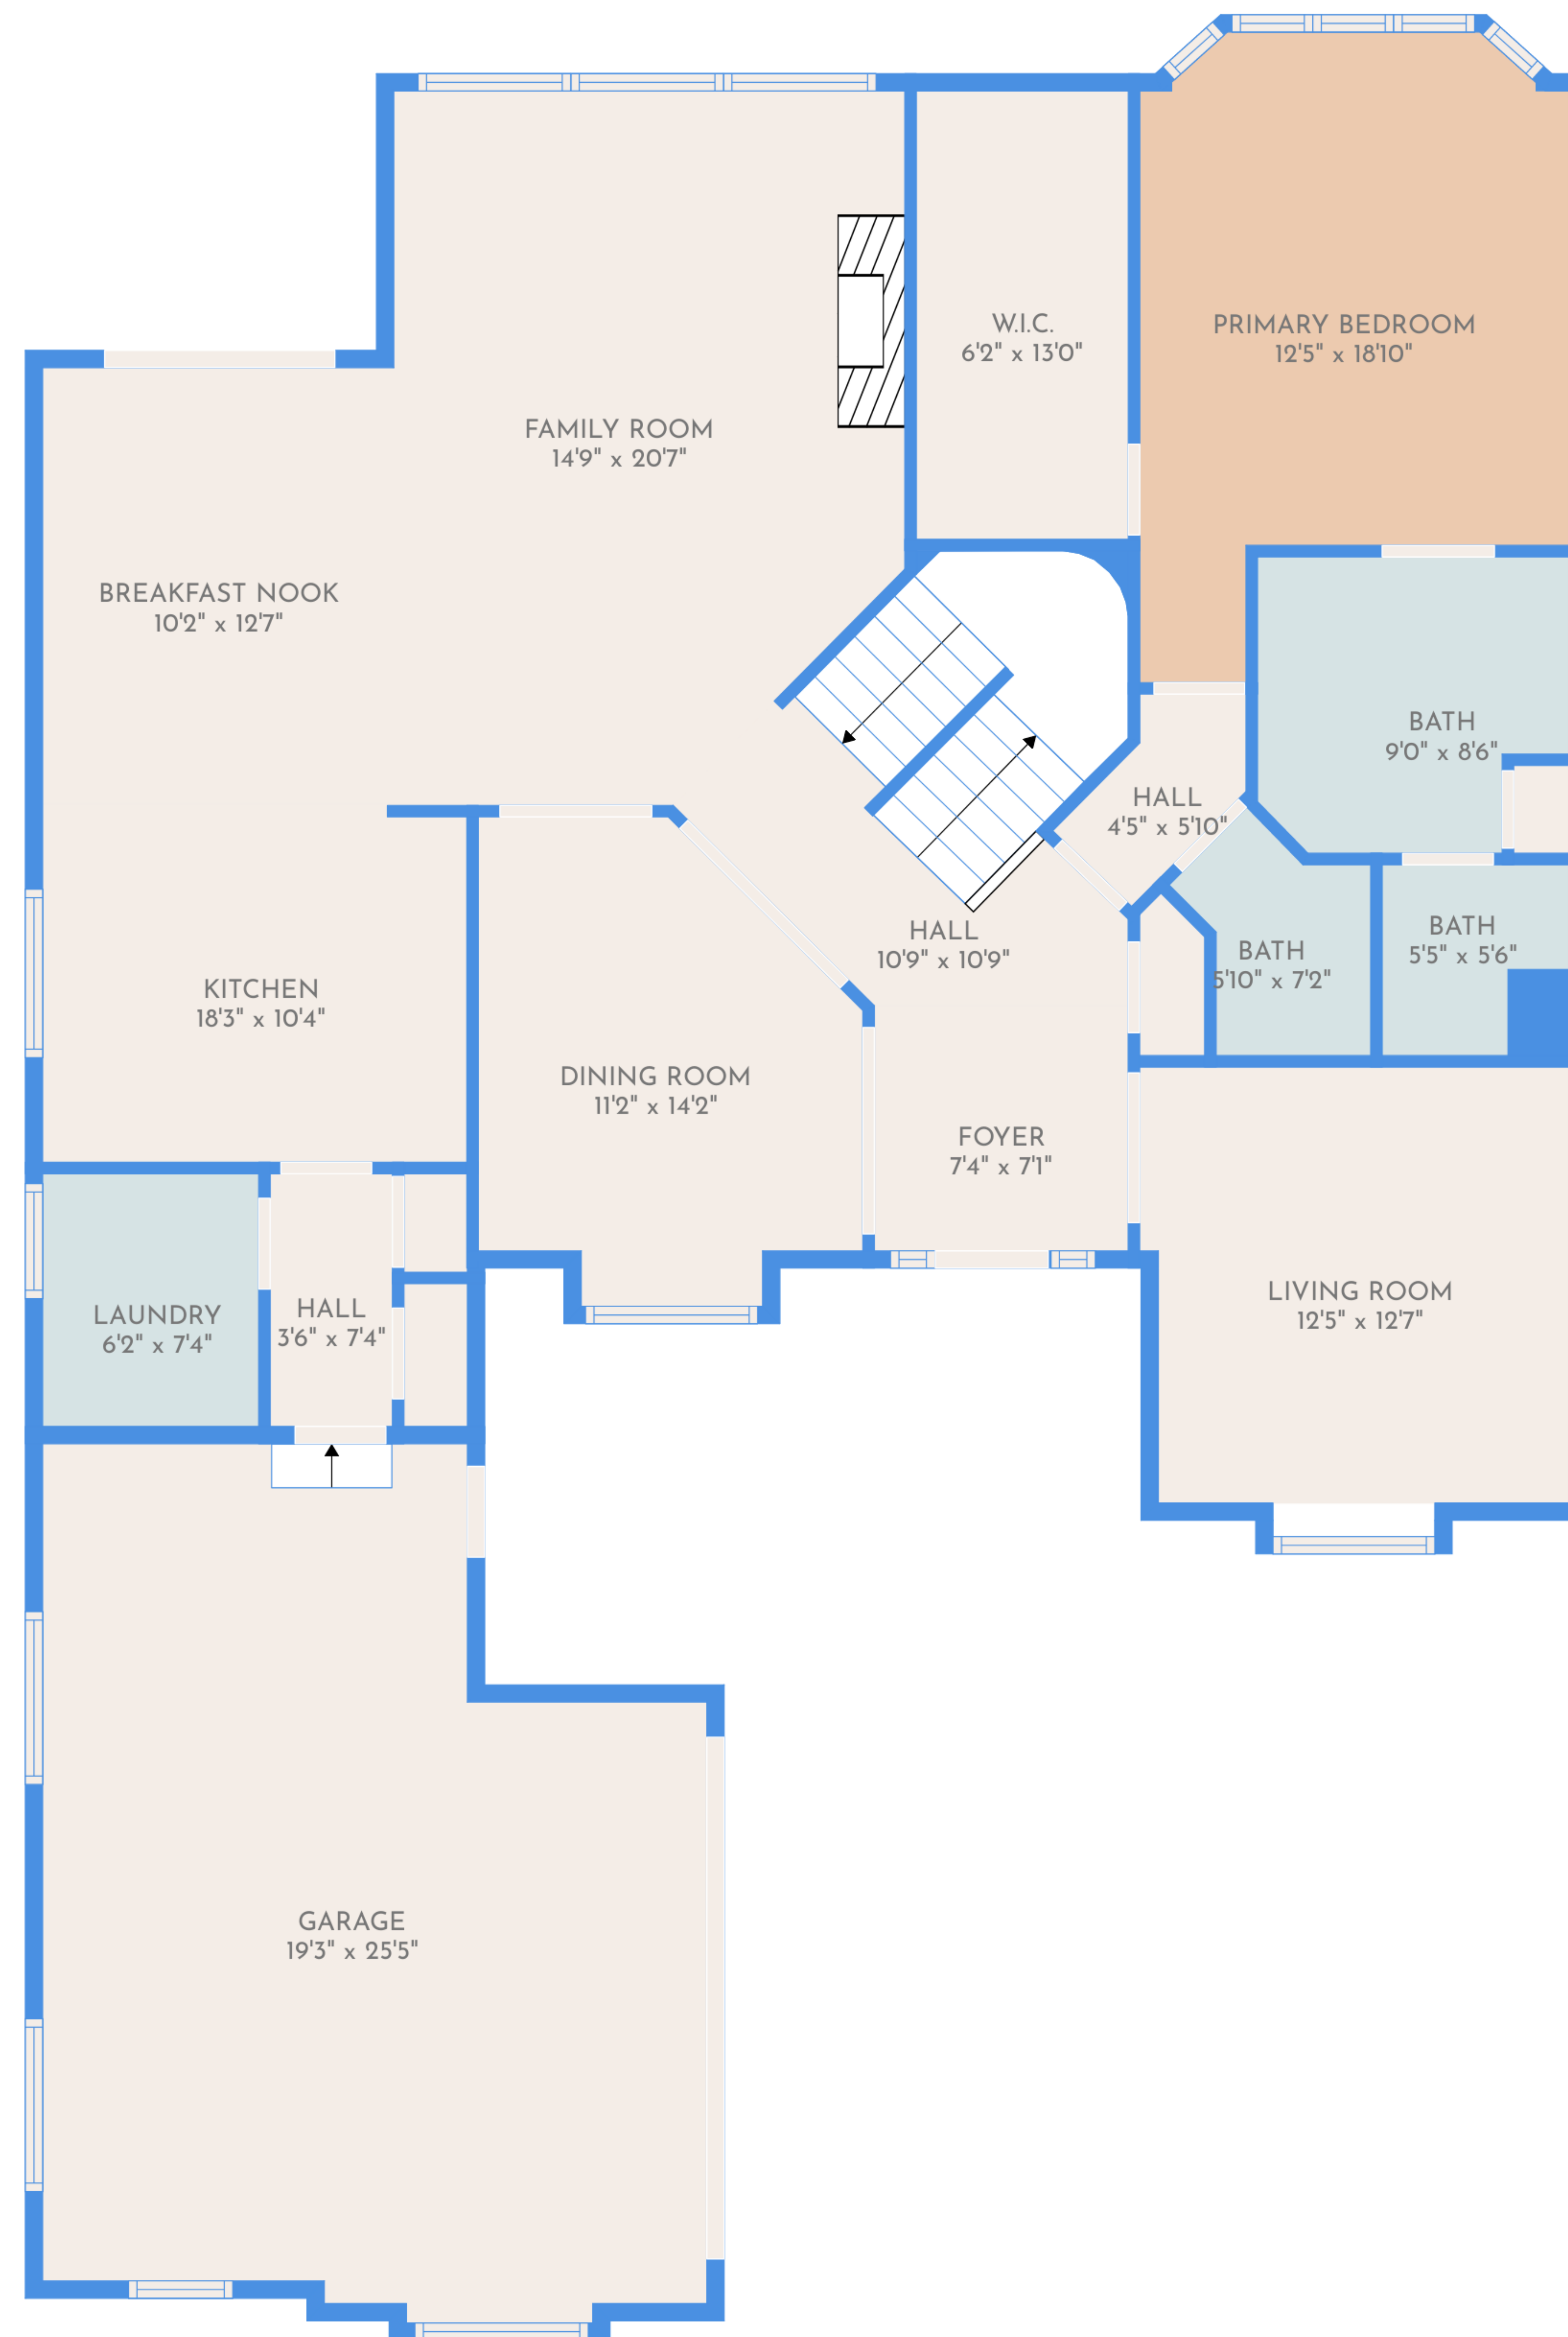 W.I.C.
6'2" x 13'0"
PRIMARY BEDROOM
12'5" x 18'10"
FAMILY ROOM
14'9" x 20'7"
BREAKFAST NOOK
10'2" x 12'7"
BATH
9'0" x 8'6"
HALL
4'5" x 5'10"
HALL
10'9" x 10'9"
BATH
5'10" x 7'2"
BATH
5'5" x 5'6"
KITCHEN
18'3" x 10'4"
DINING ROOM
11'2" x 14'2"
FOYER
7'4" x 7'1"
LIVING ROOM
12'5" x 12'7"
LAUNDRY
6'2" x 7'4"
HALL
3'6" x 7'4"
GARAGE
19'3" x 25'5"